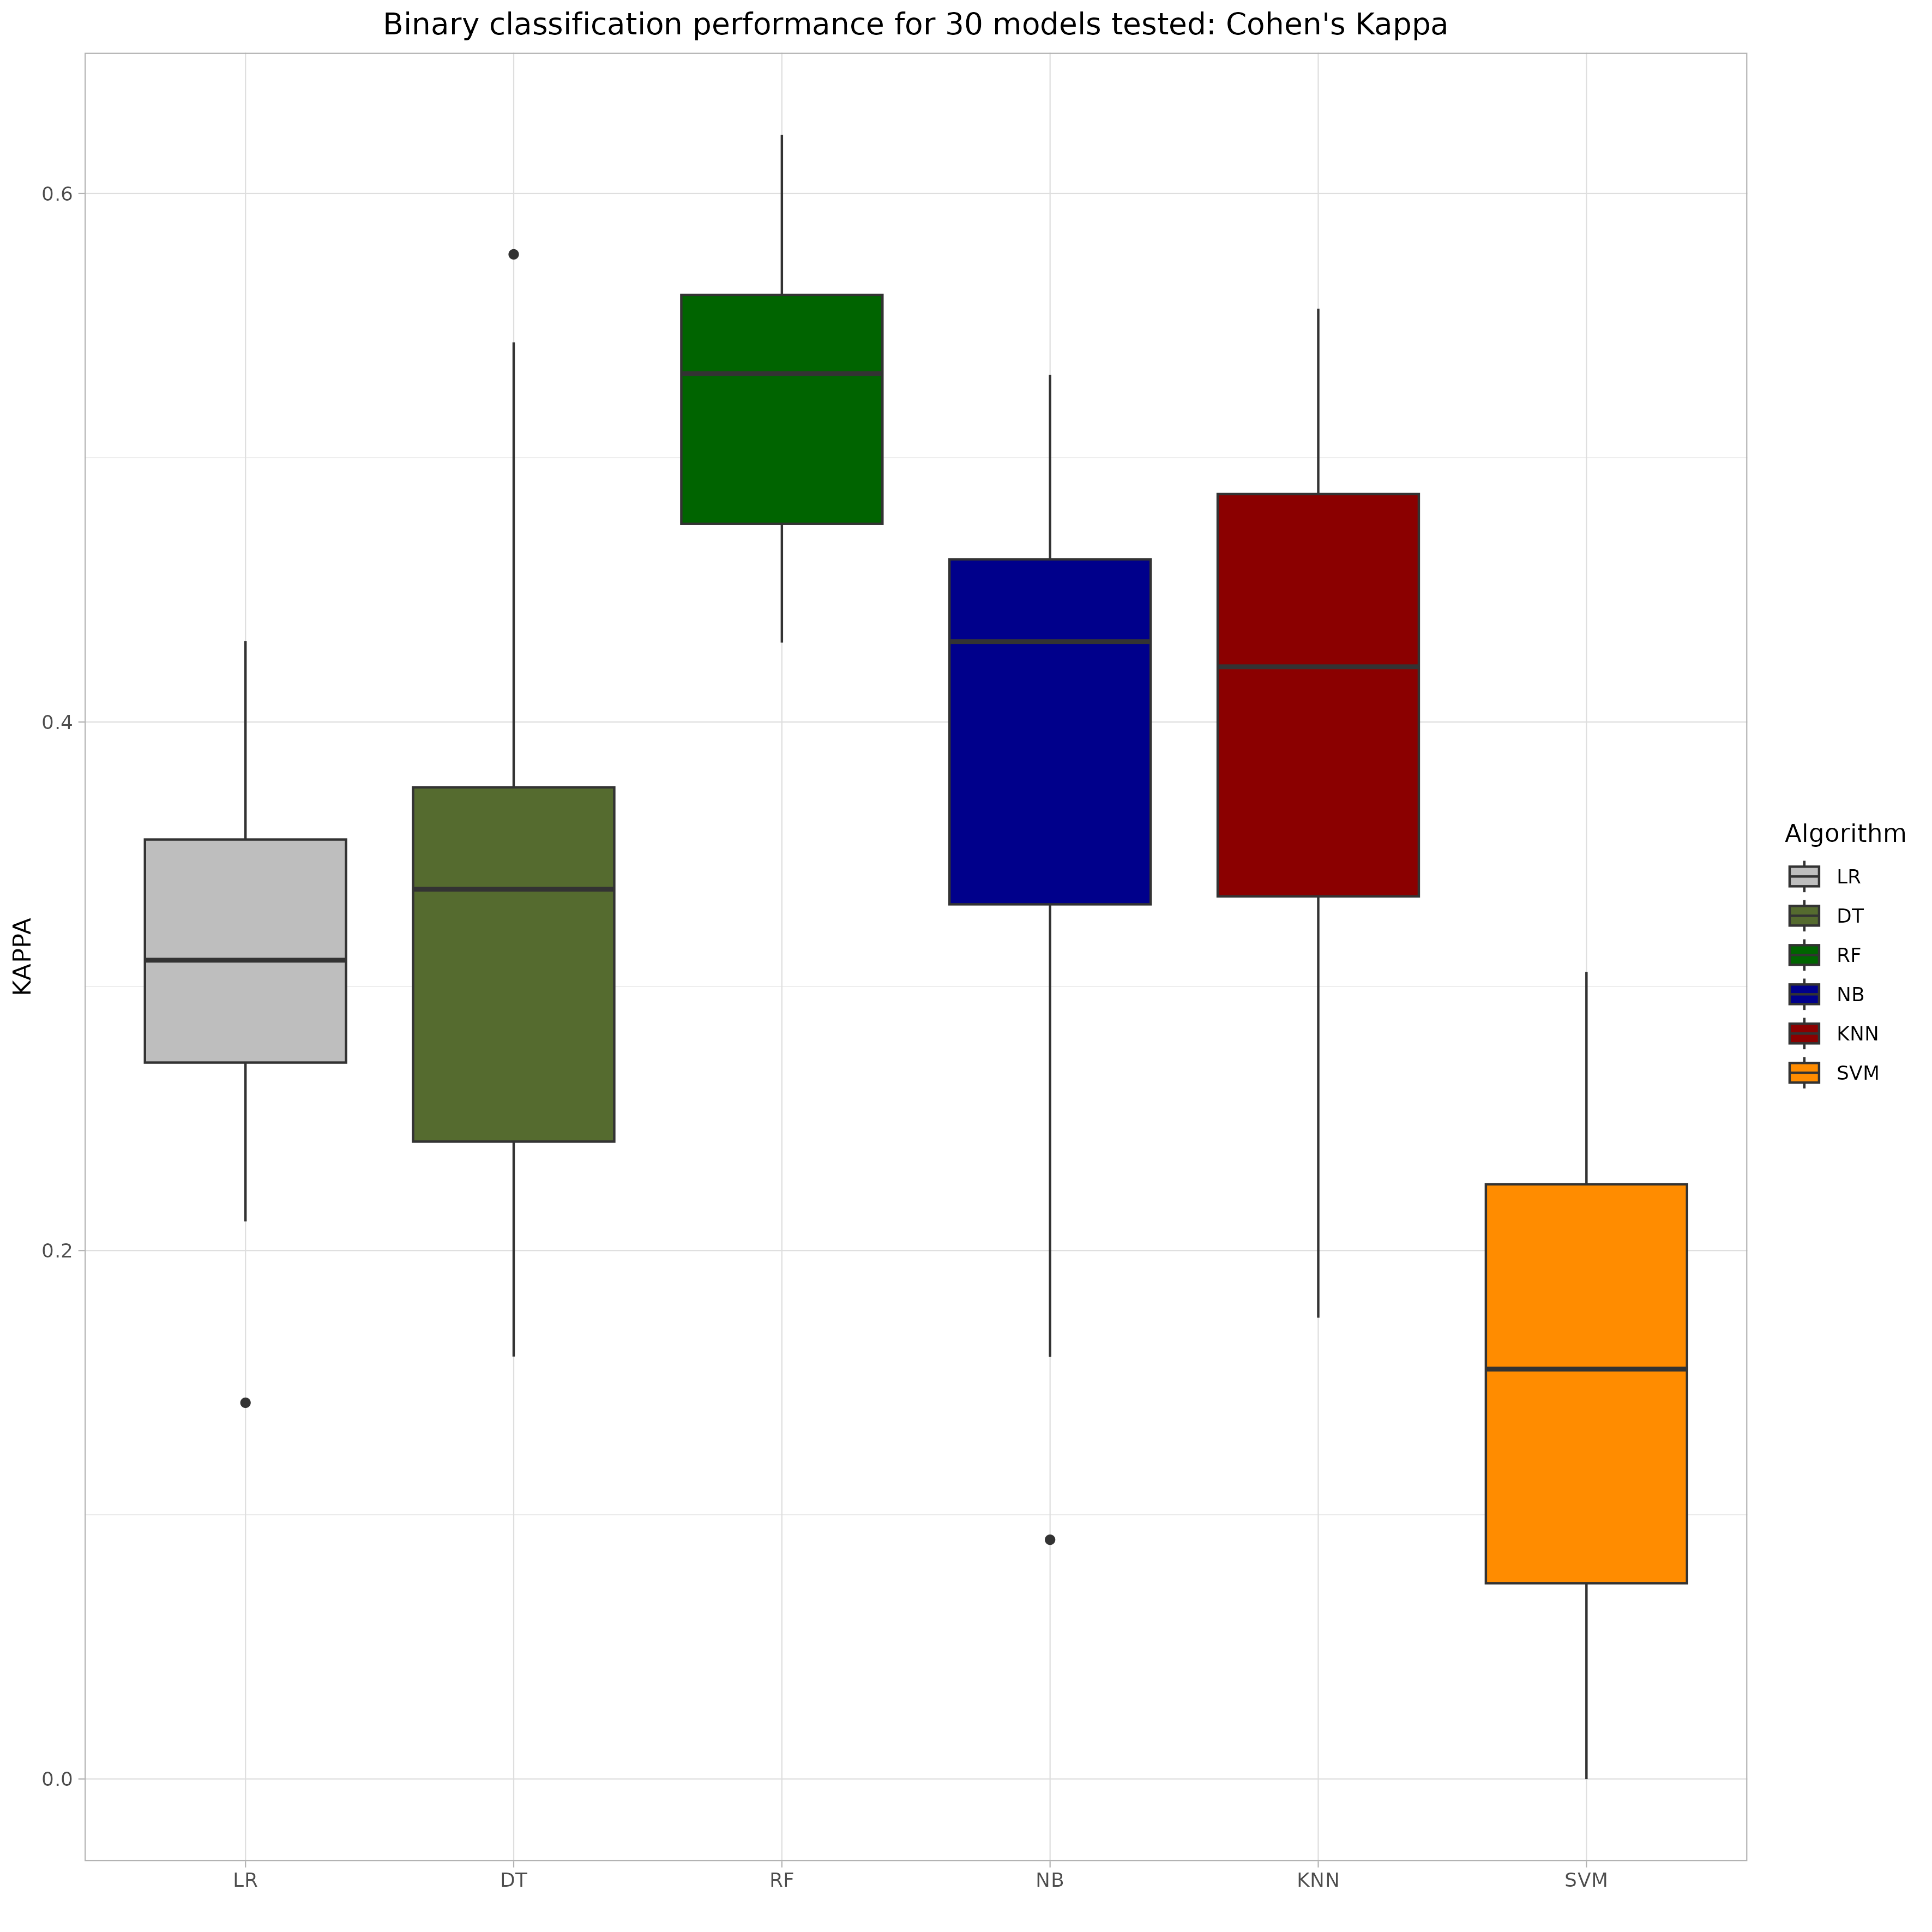 Binary classification performance for 30 models tested: Cohen's Kappa
KAPPA
0.6
0.4
0.2
0.0
LR
DT
RF
NB
KNN
SVM
Algorithm
LR
DT
RF
NB
KNN
SVM